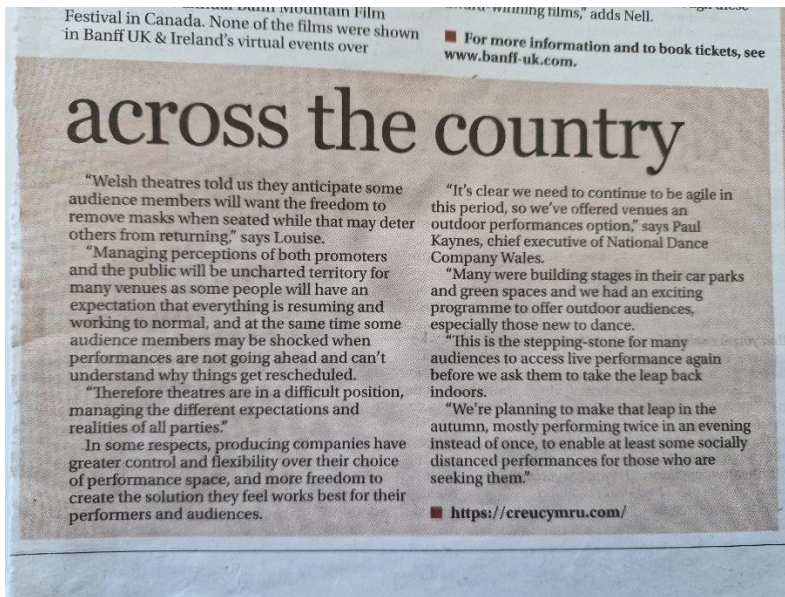 Mountain Film
Festival in Canada. None of the films were shown
in Banff UK & Ireland's virtual events over
films," adds Nell.
■ For more information and to book tickets, see
www.banff-uk.com.
across the country
"Welsh theatres told us they anticipate some
audience members will want the freedom to
remove masks when seated while that may deter
others from returning," says Louise.
"Managing perceptions of both promoters
and the public will be uncharted territory for
many venues as some people will have an
expectation that everything is resuming and
working to normal, and at the same time some
audience members may be shocked when
performances are not going ahead and can't
understand why things get rescheduled.
"Therefore theatres are in a difficult position,
managing the different expectations and
realities of all parties."
In some respects, producing companies have
greater control and flexibility over their choice
of performance space, and more freedom to
create the solution they feel works best for their
performers and audiences.
"It's clear we need to continue to be agile in
this period, so we've offered venues an
outdoor performances option," says Paul
Kaynes, chief executive of National Dance
Company Wales.
"Many were building stages in their car parks
and green spaces and we had an exciting
programme to offer outdoor audiences,
especially those new to dance.
"This is the stepping-stone for many
audiences to access live performance again
before we ask them to take the leap back
indoors.
"We're planning to make that leap in the
autumn, mostly performing twice in an evening
instead of once, to enable at least some socially
distanced performances for those who are
seeking them."
■ https://creucymru.com/